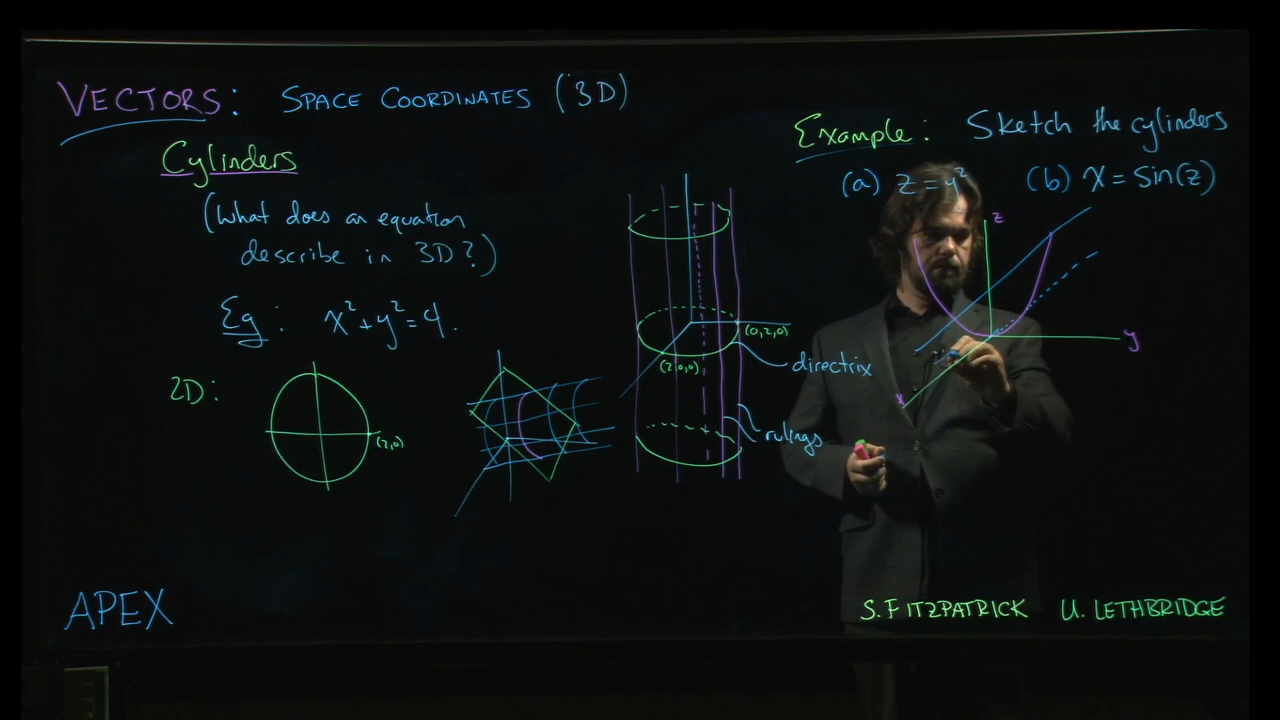 VECTORS: SPACE COORDINATES (3D)
Cylinders
(What does an equation
describe in 3D?)
Eg: x²+y²=4.
2D:
(2,0)
(0,2,0)
(2,0,0)
directrix
rulings
Example: Sketch the cylinders
(a) z=y² (b) x=sin(z)
z
y
x
APEX
S. FITZPATRICK U. LETHBRIDGE